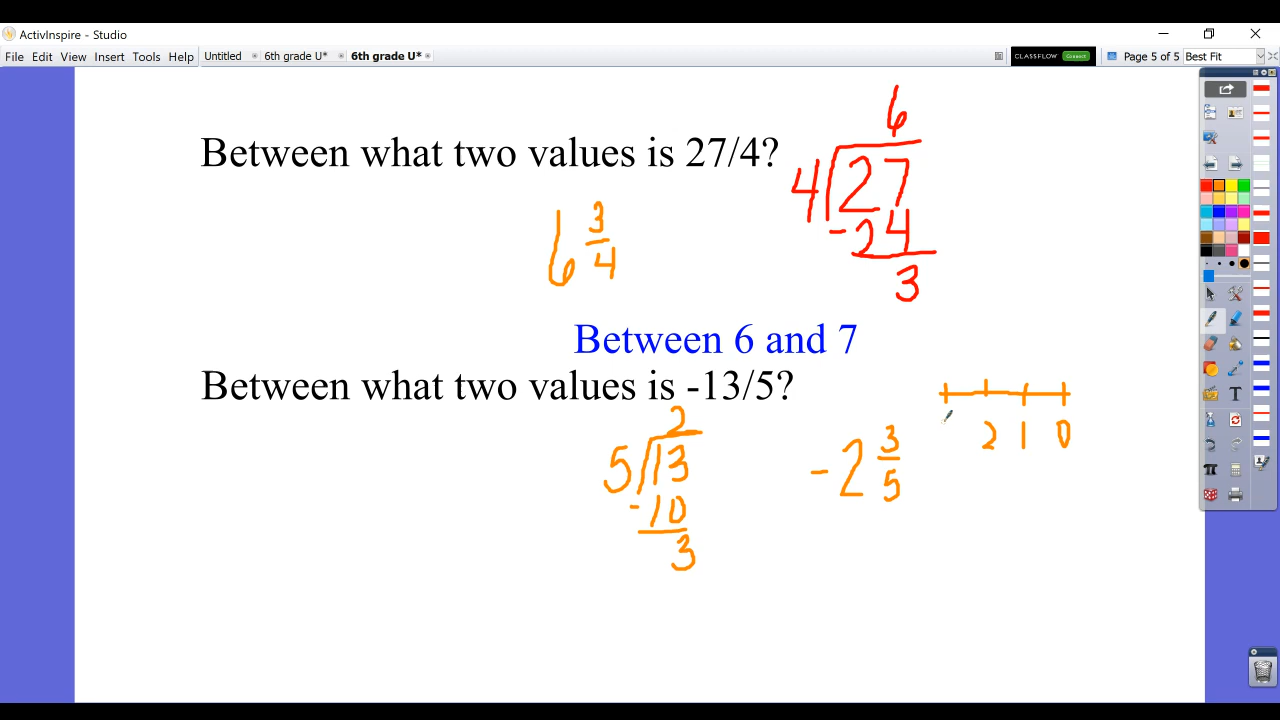 ActivInspire - Studio
File Edit View Insert Tools Help Untitled 6th grade U* 6th grade U* CLASSFLOW Connect Page 5 of 5 Best Fit
6
Between what two values is 27/4? 4 27
6 3/4
- 24
3
Between 6 and 7
Between what two values is -13/5?
2
5 13
- 2 3/5
2 1 0
- 10
3